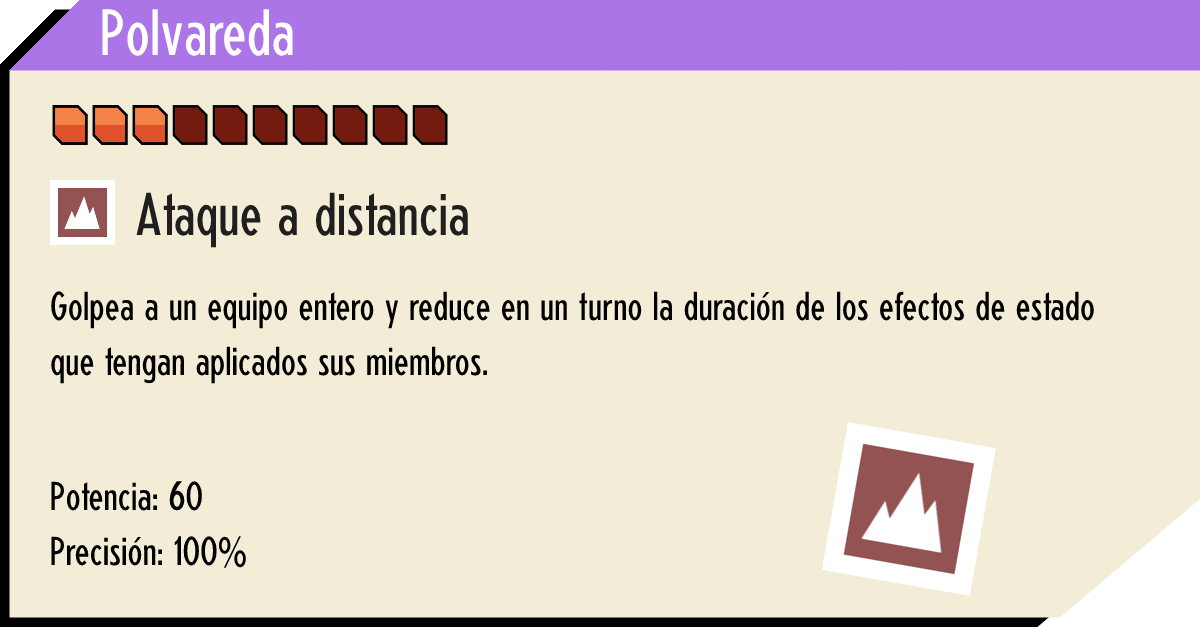 Polvareda
Ataque a distancia
Golpea a un equipo entero y reduce en un turno la duración de los efectos de estado
que tengan aplicados sus miembros.
Potencia: 60
Precisión: 100%